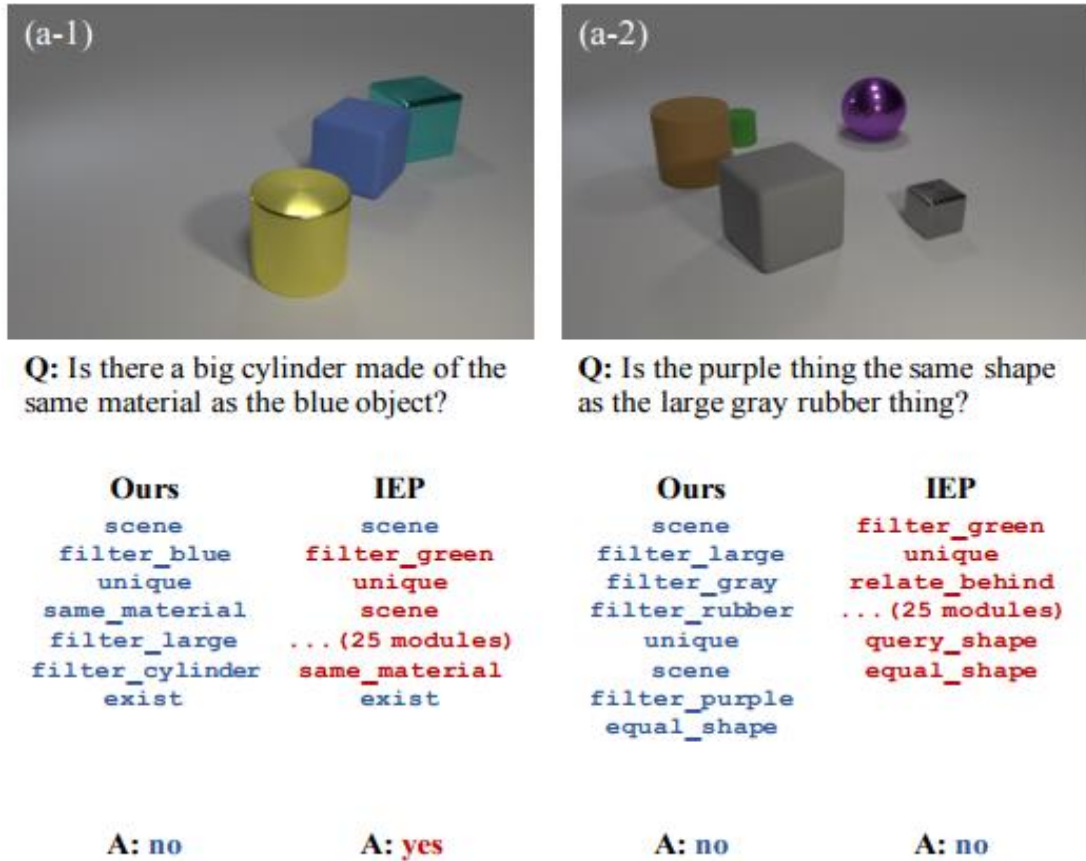 (a-1)
(a-2)
Q: Is there a big cylinder made of the
same material as the blue object?
Ours
scene
filter_blue
unique
same_material
filter_large
filter_cylinder
exist
A: no
IEP
scene
filter_green
unique
scene
...(25 modules)
same_material
exist
A: yes
Q: Is the purple thing the same shape
as the large gray rubber thing?
Ours
scene
filter_large
filter_gray
filter_rubber
unique
scene
filter_purple
equal_shape
A: no
IEP
filter_green
unique
relate_behind
...(25 modules)
query_shape
equal_shape
A: no